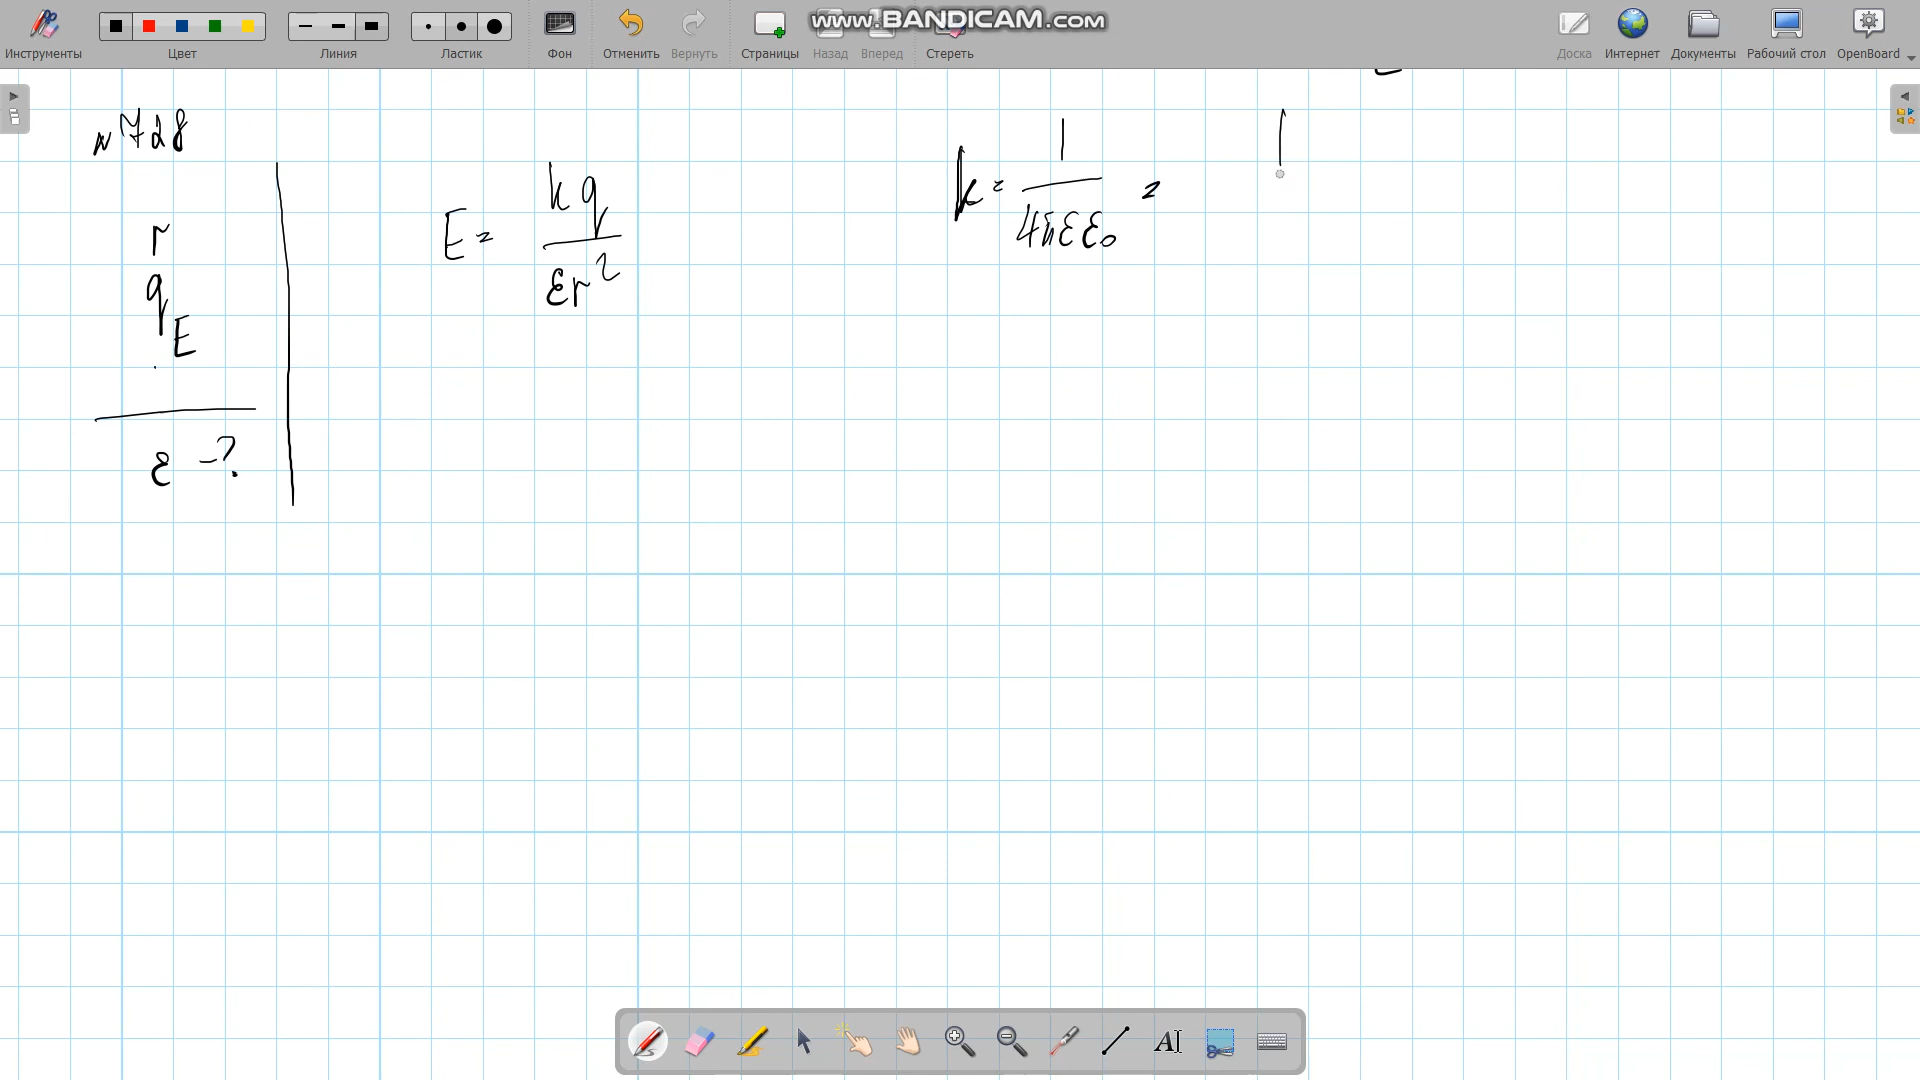 www.BANDICAM.com
Инструменты Цвет Линия Ластик Фон Отменить Вернуть Страницы Назад Вперед Стереть Доска Интернет Документы Рабочий стол OpenBoard
№728
r
q
E
ε -?
E = kq / εr²
k = 1 / 4πεε₀ =
AI